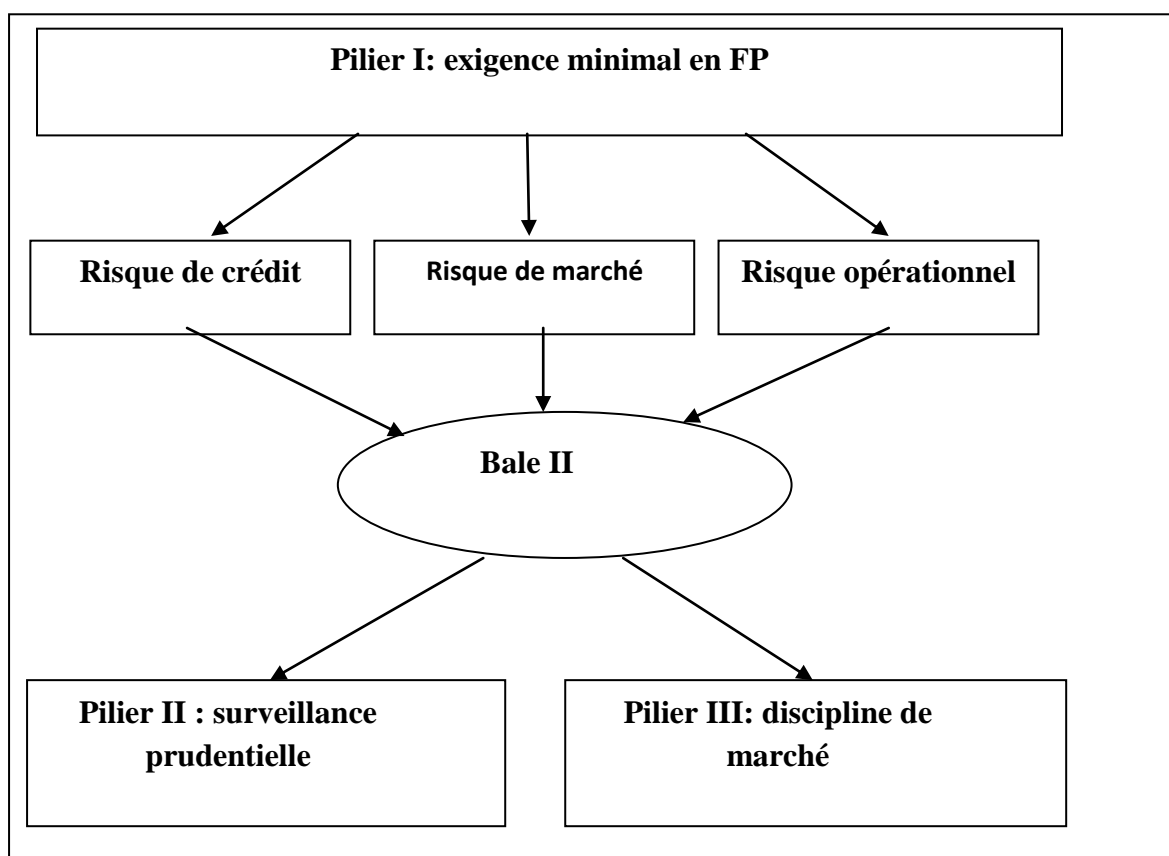 Pilier I: exigence minimal en FP
Risque de crédit
Risque de marché
Risque opérationnel
Bale II
Pilier II : surveillance
prudentielle
Pilier III: discipline de
marché